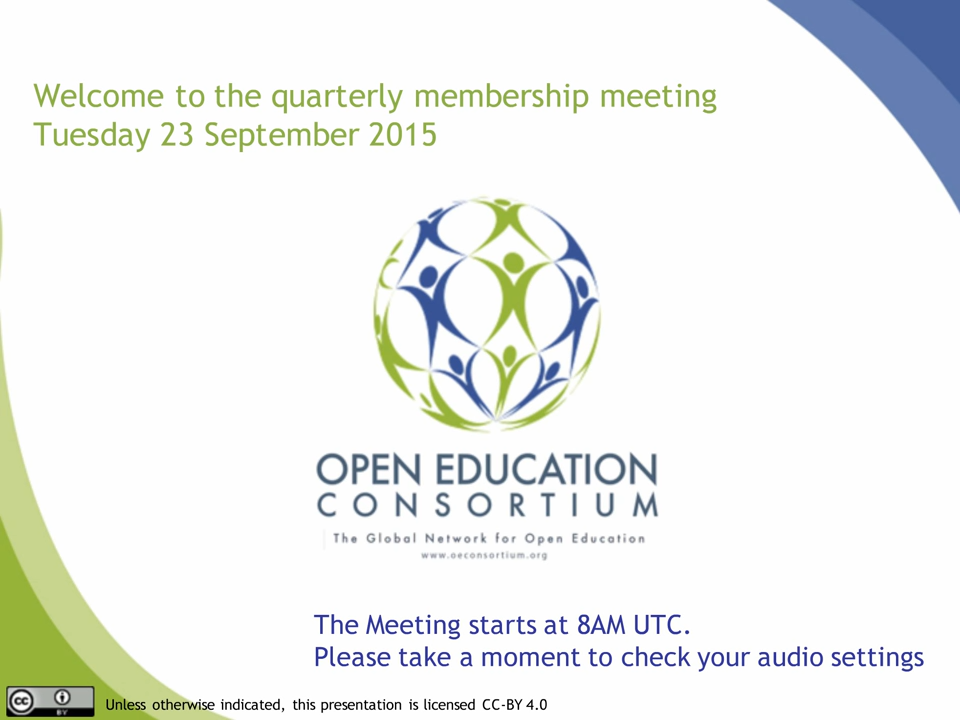 Welcome to the quarterly membership meeting
Tuesday 23 September 2015
OPEN EDUCATION
CONSORTIUM
The Global Network for Open Education
www.oeconsortium.org
The Meeting starts at 8AM UTC.
Please take a moment to check your audio settings
cc BY
Unless otherwise indicated, this presentation is licensed CC-BY 4.0